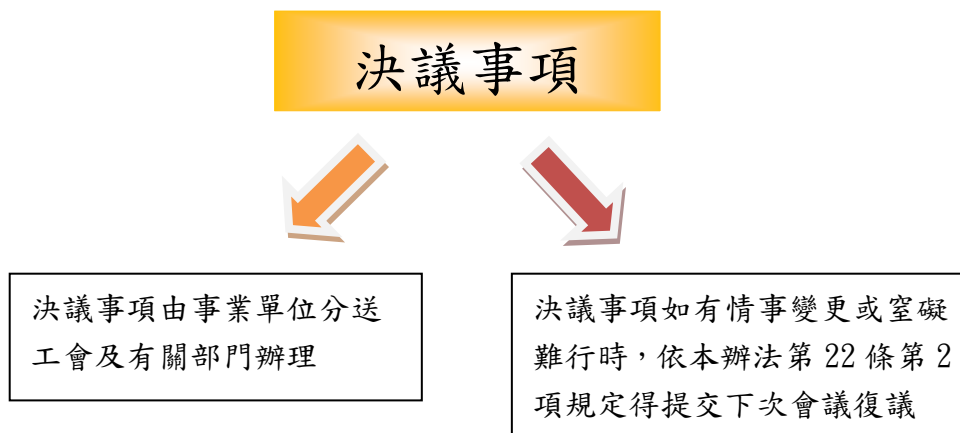 決議事項
決議事項由事業單位分送
工會及有關部門辦理
決議事項如有情事變更或窒礙
難行時，依本辦法第 22 條第 2
項規定得提交下次會議復議